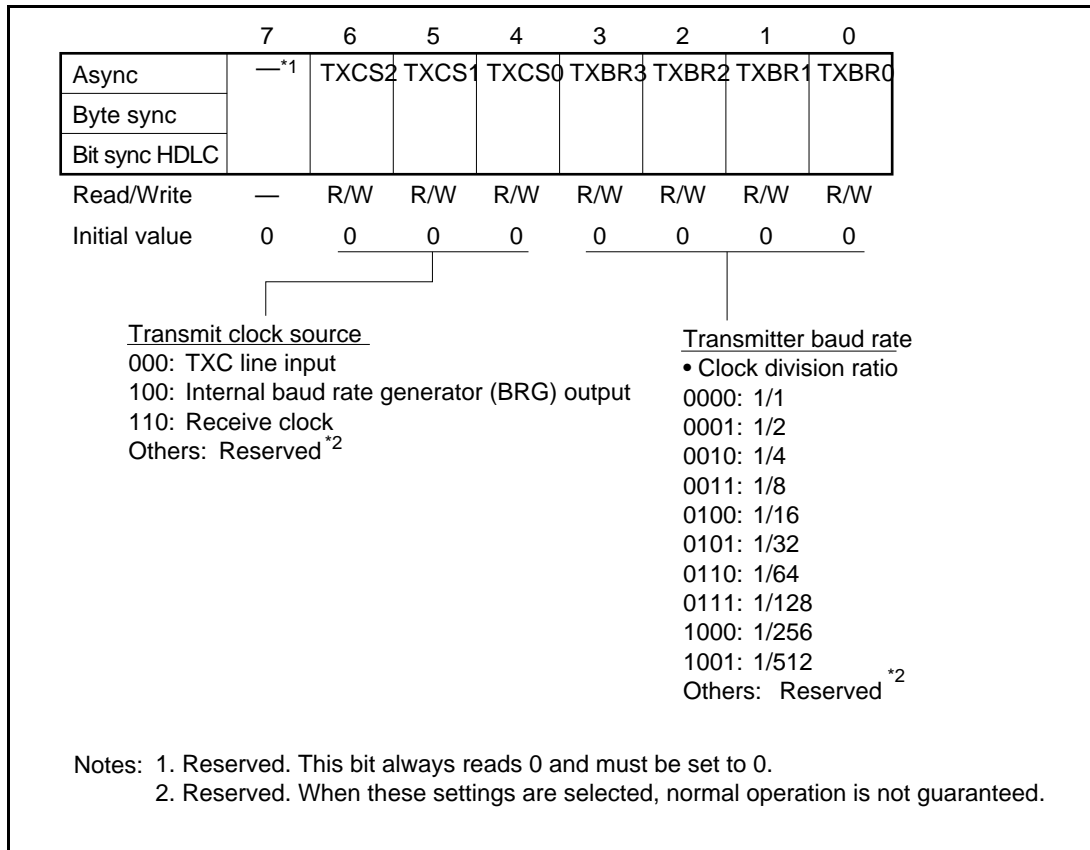 7 6 5 4 3 2 1 0
Async —*1 TXCS2 TXCS1 TXCS0 TXBR3 TXBR2 TXBR1 TXBR0
Byte sync
Bit sync HDLC
Read/Write — R/W R/W R/W R/W R/W R/W R/W
Initial value 0 0 0 0 0 0 0 0
Transmit clock source
000: TXC line input
100: Internal baud rate generator (BRG) output
110: Receive clock
Others: Reserved *2
Transmitter baud rate
• Clock division ratio
0000: 1/1
0001: 1/2
0010: 1/4
0011: 1/8
0100: 1/16
0101: 1/32
0110: 1/64
0111: 1/128
1000: 1/256
1001: 1/512
Others: Reserved *2
Notes: 1. Reserved. This bit always reads 0 and must be set to 0.
2. Reserved. When these settings are selected, normal operation is not guaranteed.